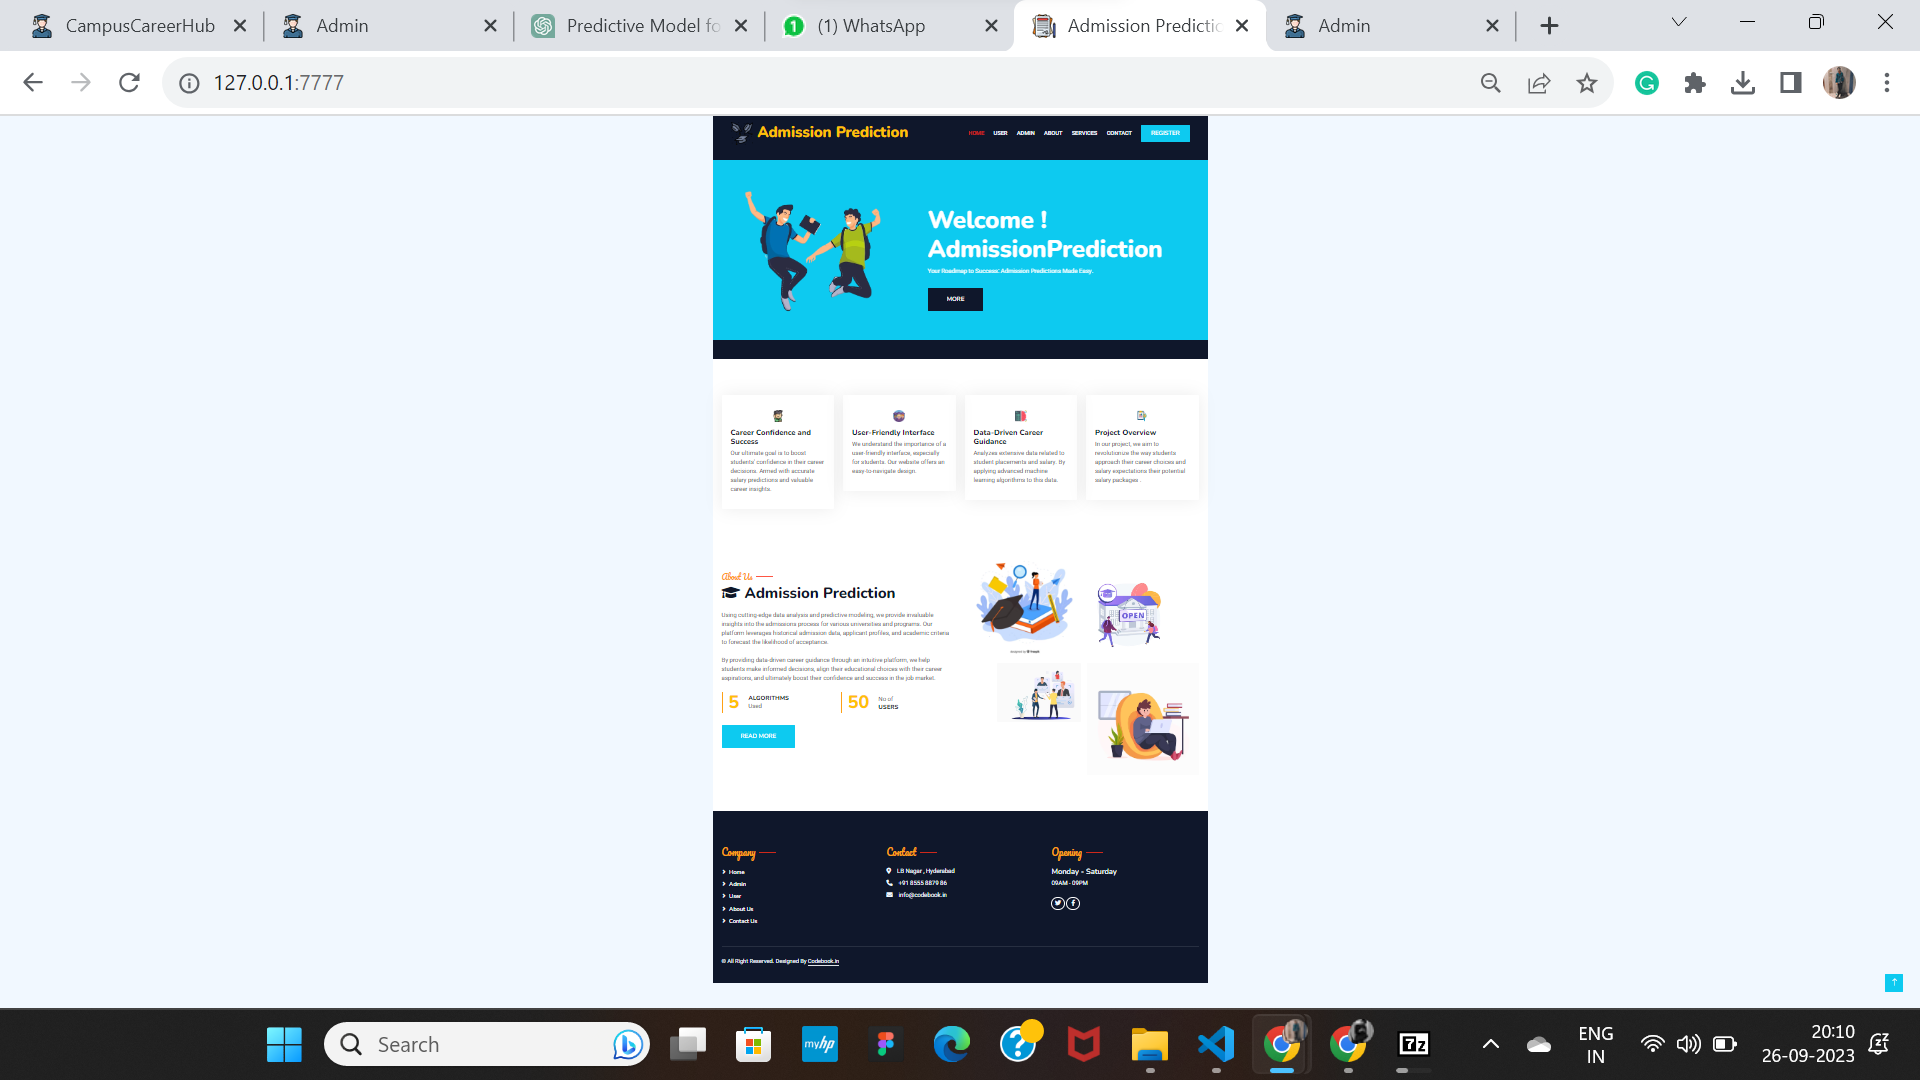 CampusCareerHub
Admin
Predictive Model fo
(1) WhatsApp
Admission Predictic
Admin
127.0.0.1:7777
Admission Prediction
HOME USER ADMIN ABOUT SERVICES CONTACT REGISTER
Welcome !
AdmissionPrediction
Your Roadmap to Success: Admission Predictions Made Easy.
MORE
Career Confidence and
Success
Our ultimate goal is to boost
students' confidence in their career
decisions. Armed with accurate
salary predictions and valuable
career insights.
User-Friendly Interface
We understand the importance of a
user-friendly interface, especially
for students. Our website offers an
easy-to-navigate design.
Data-Driven Career
Guidance
Analyzes extensive data related to
student placements and salary. By
applying advanced machine
learning algorithms to this data.
Project Overview
In our project, we aim to
revolutionize the way students
approach their career choices and
salary expectations their potential
salary packages .
About Us
Admission Prediction
Using cutting-edge data analysis and predictive modeling, we provide invaluable
insights into the admissions process for various universities and programs. Our
platform leverages historical admission data, applicant profiles, and academic criteria
to forecast the likelihood of acceptance.
By providing data-driven career guidance through an intuitive platform, we help
students make informed decisions, align their educational choices with their career
aspirations, and ultimately boost their confidence and success in the job market.
5 ALGORITHMS
Used
50 No of
USERS
READ MORE
OPEN
Company
Home
Admin
User
About Us
Contact Us
Contact
LB Nagar , Hyderabad
+91 8555 8879 86
info@codebook.in
Opening
Monday - Saturday
09AM - 09PM
© All Right Reserved. Designed By Codebook.in
Search
myhp
7z
ENG
IN
20:10
26-09-2023